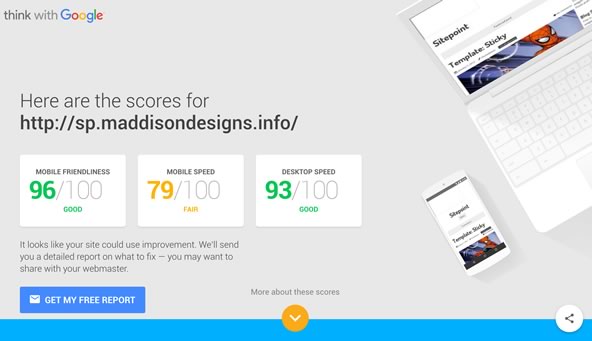 think with Google
Here are the scores for
http://sp.maddisondesigns.info/
MOBILE FRIENDLINESS
96/100
GOOD
MOBILE SPEED
79/100
FAIR
DESKTOP SPEED
93/100
GOOD
It looks like your site could use improvement. We'll send
you a detailed report on what to fix — you may want to
share with your webmaster.
GET MY FREE REPORT
More about these scores
Sitepoint
Template: Sticky
Sitepoint
Template: Sticky